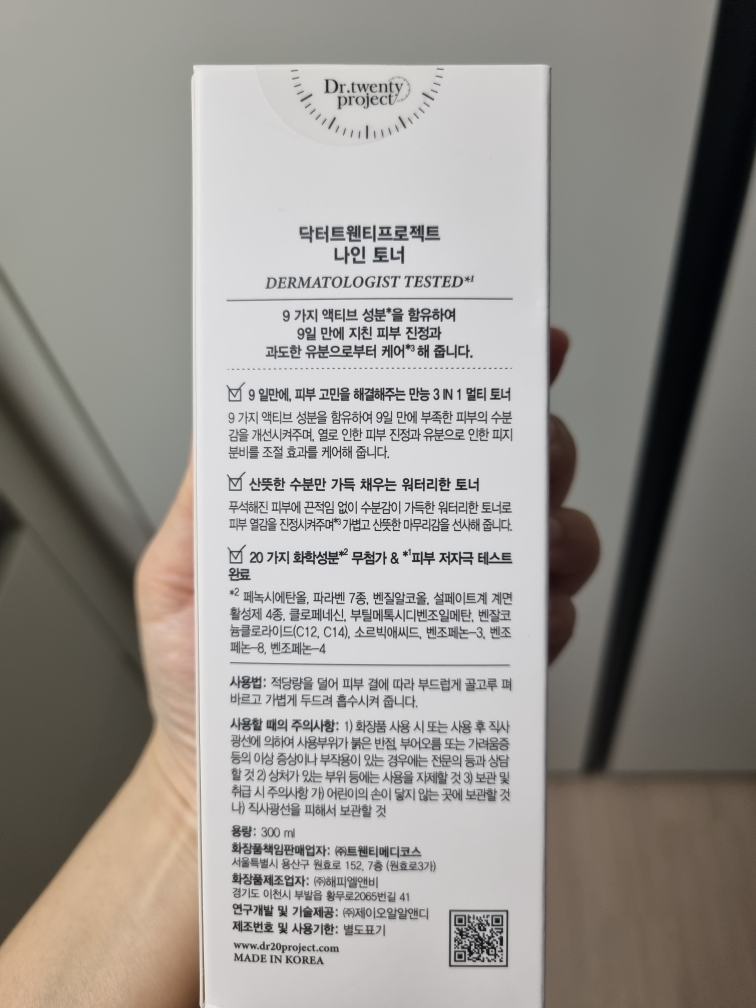 Dr.twenty
project
닥터트웬티프로젝트
나인 토너
DERMATOLOGIST TESTED*1
9 가지 액티브 성분*을 함유하여
9일 만에 지친 피부 진정과
과도한 유분으로부터 케어*3 해 줍니다.
9 일만에, 피부 고민을 해결해주는 만능 3 IN 1 멀티 토너
9 가지 액티브 성분을 함유하여 9일 만에 부족한 피부의 수분
감을 개선시켜주며, 열로 인한 피부 진정과 유분으로 인한 피지
분비를 조절 효과를 케어해 줍니다.
산뜻한 수분만 가득 채우는 워터리한 토너
푸석해진 피부에 끈적임 없이 수분감이 가득한 워터리한 토너로
피부 열감을 진정시켜주며*3 가볍고 산뜻한 마무리감을 선사해 줍니다.
20 가지 화학성분*2 무첨가 & *1피부 저자극 테스트
완료
*2 페녹시에탄올, 파라벤 7종, 벤질알코올, 설페이트계 계면
활성제 4종, 클로페네신, 부틸메톡시디벤조일메탄, 벤잘코
늄클로라이드(C12, C14), 소르빅애씨드, 벤조페논-3, 벤조
페논-8, 벤조페논-4
사용법: 적당량을 덜어 피부 결에 따라 부드럽게 골고루 펴
바르고 가볍게 두드려 흡수시켜 줍니다.
사용할 때의 주의사항: 1) 화장품 사용 시 또는 사용 후 직사
광선에 의하여 사용부위가 붉은 반점, 부어오름 또는 가려움증
등의 이상 증상이나 부작용이 있는 경우에는 전문의 등과 상담
할 것 2) 상처가 있는 부위 등에는 사용을 자제할 것 3) 보관 및
취급 시 주의사항 가) 어린이의 손이 닿지 않는 곳에 보관할 것
나) 직사광선을 피해서 보관할 것
용량: 300 ml
화장품책임판매업자: ㈜트웬티메디코스
서울특별시 용산구 원효로 152, 7층 (원효로3가)
화장품제조업자: ㈜해피엘앤비
경기도 이천시 부발읍 황무로2065번길 41
연구개발 및 기술제공: ㈜제이오알알앤디
제조번호 및 사용기한: 별도표기
www.dr20project.com
MADE IN KOREA